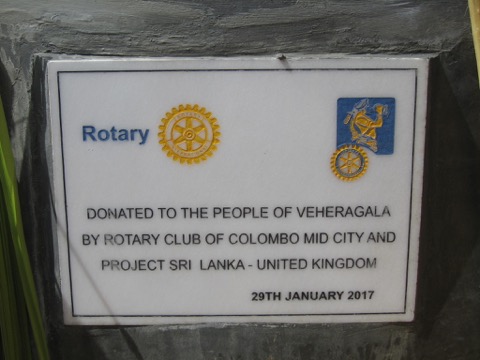 Rotary
DONATED TO THE PEOPLE OF VEHERAGALA
BY ROTARY CLUB OF COLOMBO MID CITY AND
PROJECT SRI LANKA - UNITED KINGDOM
29TH JANUARY 2017